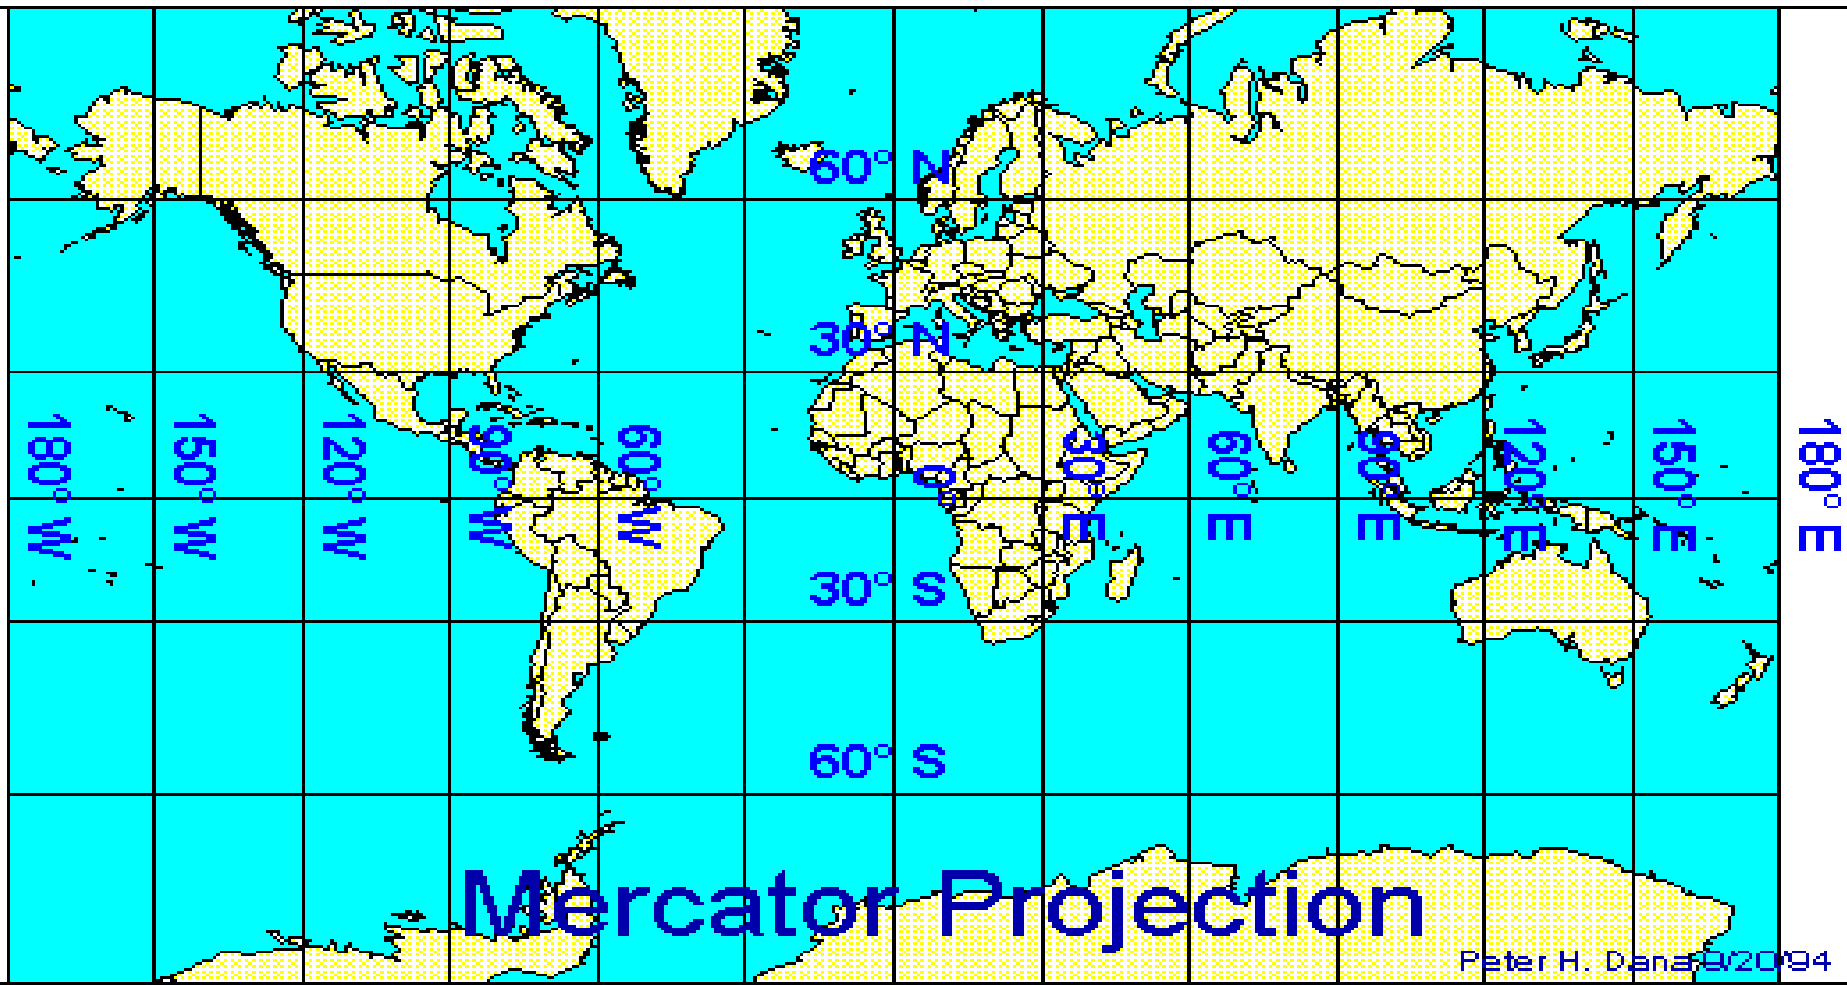 60° N
30° N
180° W
150° W
120° W
90° W
60° W
0°
30° E
60° E
90° E
120° E
150° E
180° E
30° S
60° S
Mercator Projection
Peter H. Dana 9/20/94